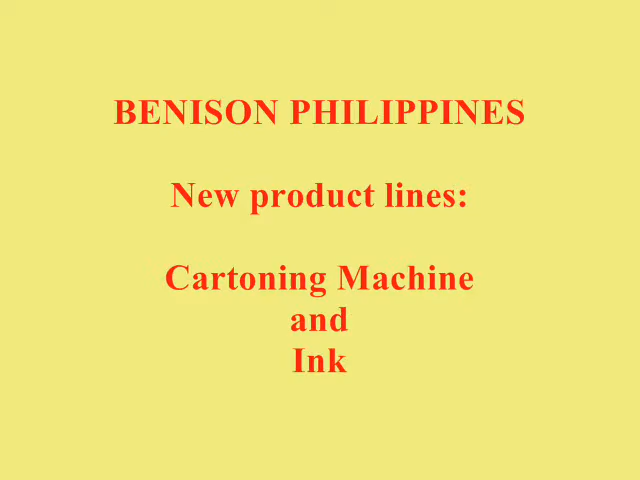 BENISON PHILIPPINES
New product lines:
Cartoning Machine
and
Ink